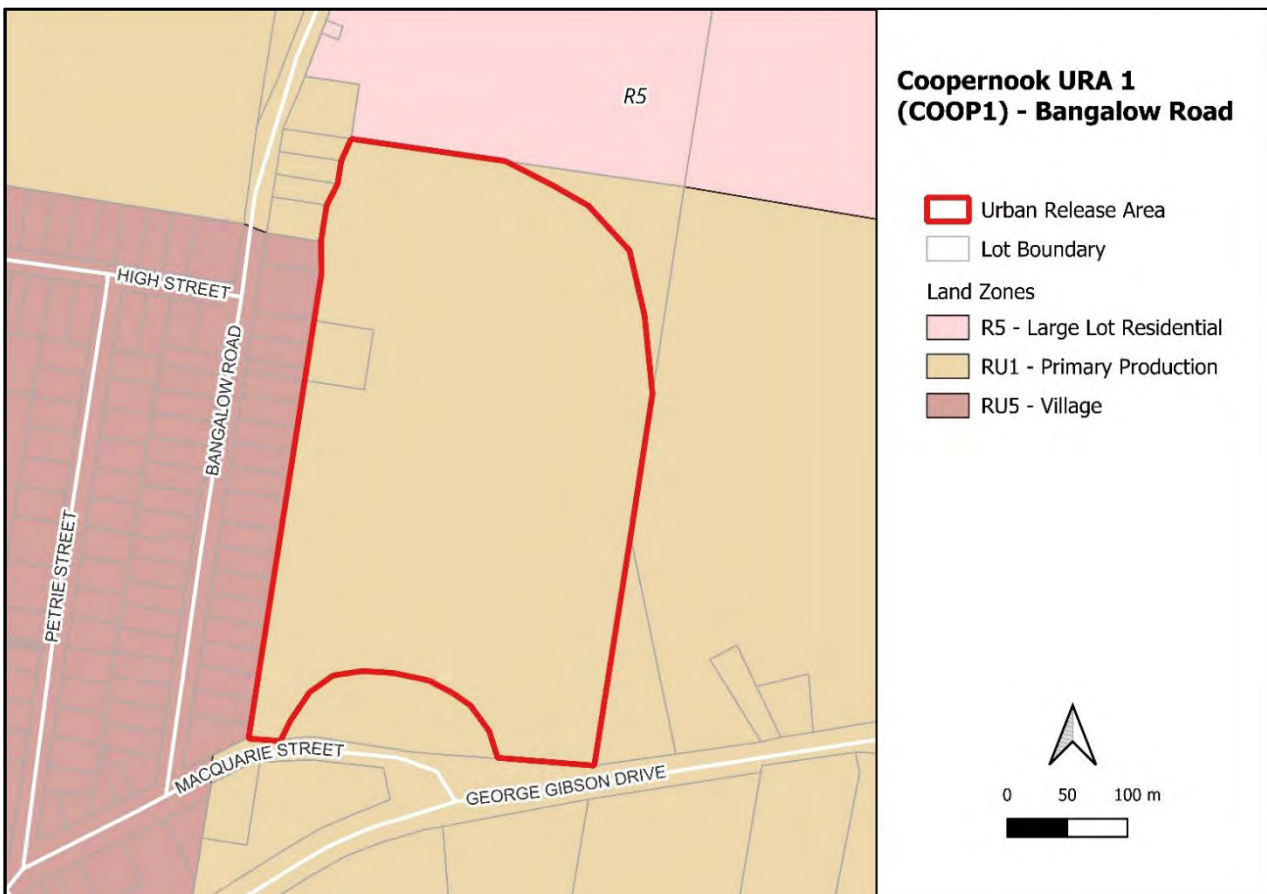 R5
HIGH STREET
BANGALOW ROAD
PETRIE STREET
MACQUARIE STREET
GEORGE GIBSON DRIVE
Coopernook URA 1
(COOP1) - Bangalow Road
Urban Release Area
Lot Boundary
Land Zones
R5 - Large Lot Residential
RU1 - Primary Production
RU5 - Village
0 50 100 m